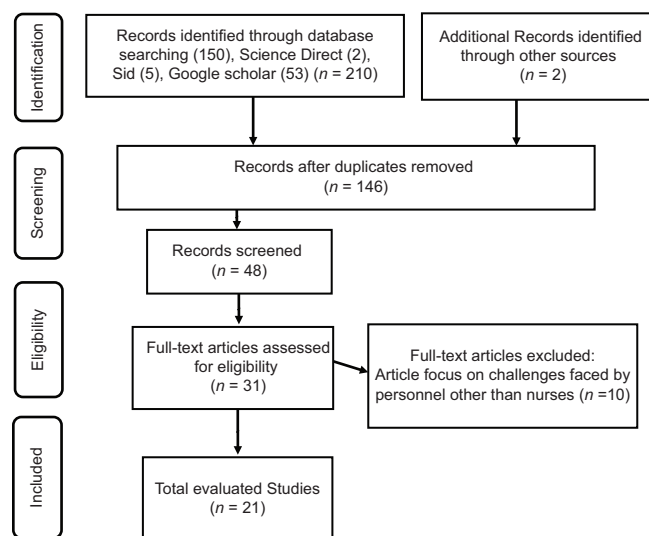 Identification
Records identified through database
searching (150), Science Direct (2),
Sid (5), Google scholar (53) (n = 210)
Additional Records identified
through other sources
(n = 2)
Screening
Records after duplicates removed
(n = 146)
Records screened
(n = 48)
Eligibility
Full-text articles assessed
for eligibility
(n = 31)
Full-text articles excluded:
Article focus on challenges faced by
personnel other than nurses (n =10)
Included
Total evaluated Studies
(n = 21)